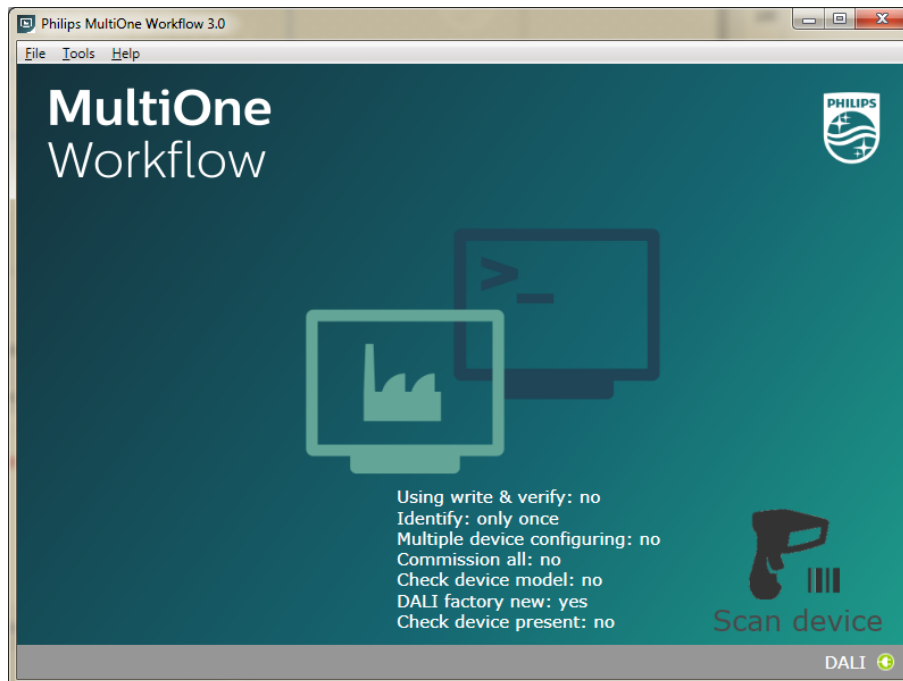 Philips MultiOne Workflow 3.0
File Tools Help
MultiOne
Workflow
PHILIPS
>_
Using write & verify: no
Identify: only once
Multiple device configuring: no
Commission all: no
Check device model: no
DALI factory new: yes
Check device present: no
Scan device
DALI